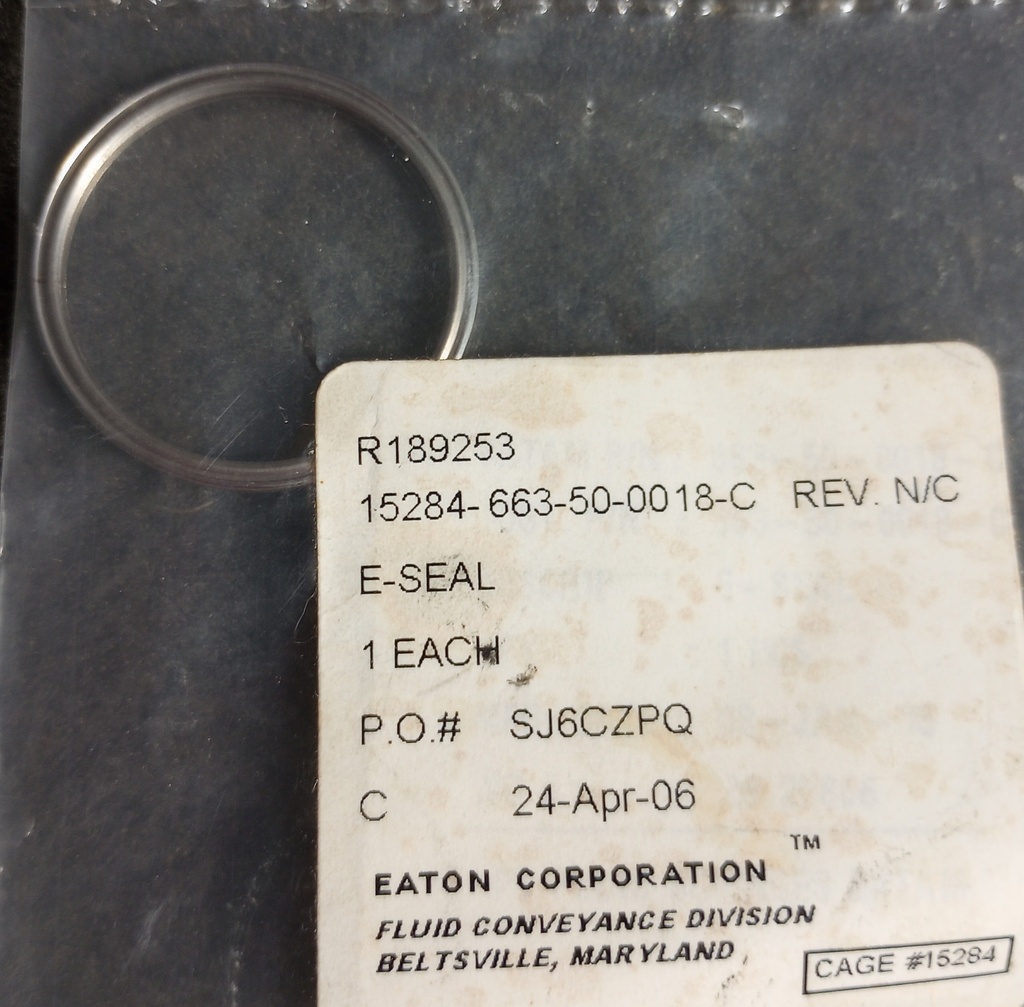 R189253
15284-663-50-0018-C REV. N/C
E-SEAL
1 EACH
P.O.# SJ6CZPQ
C 24-Apr-06
EATON CORPORATION ™
FLUID CONVEYANCE DIVISION
BELTSVILLE, MARYLAND,
CAGE #15284